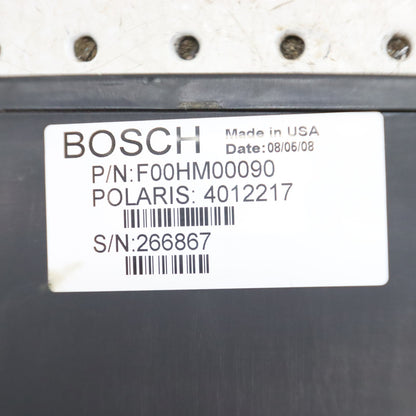 BOSCH Made in USA
Date: 08/06/08
P/N:F00HM00090
POLARIS: 4012217
S/N:266867